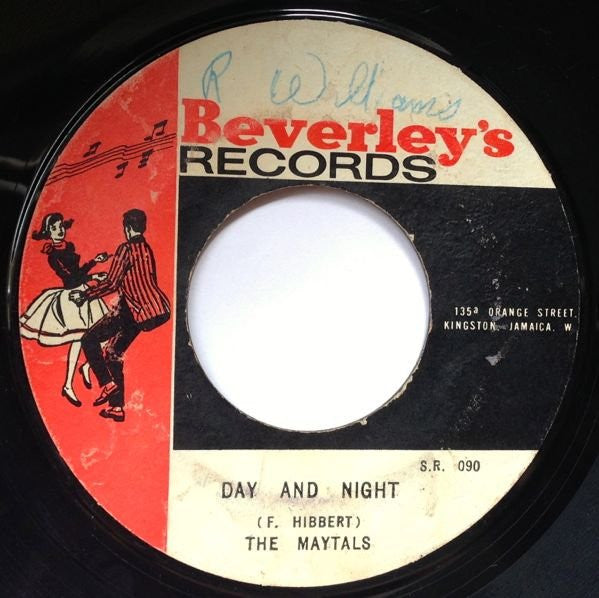 R Williams
Beverley's
RECORDS
135ª ORANGE STREET.
KINGSTON, JAMAICA. W
S.R. 090
DAY AND NIGHT
(F. HIBBERT)
THE MAYTALS